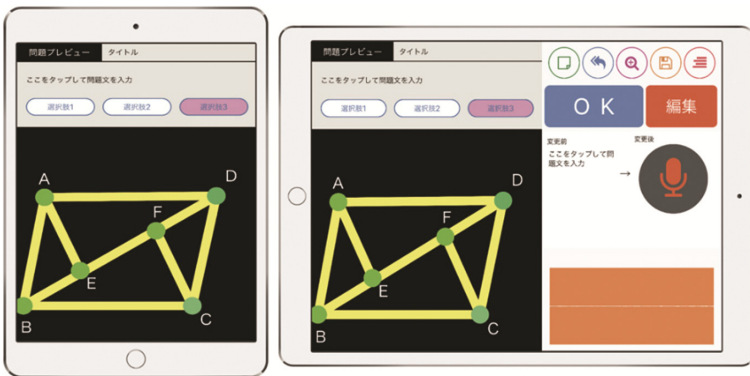 問題プレビュー
タイトル
ここをタップして問題文を入力
選択肢1
選択肢2
選択肢3
A
D
F
E
B
C
問題プレビュー
タイトル
ここをタップして問題文を入力
選択肢1
選択肢2
選択肢3
A
D
F
E
B
C
OK
編集
変更前
変更後
ここをタップして問
題文を入力
→